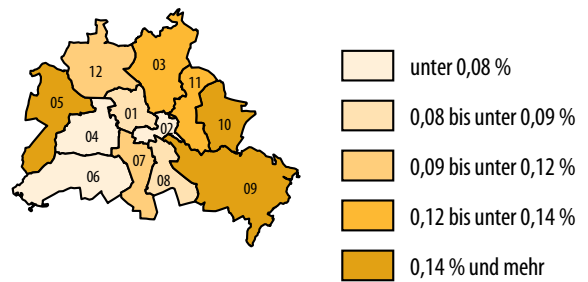 03
12
11
05
01
02
10
04
07
06
08
09
unter 0,08 %
0,08 bis unter 0,09 %
0,09 bis unter 0,12 %
0,12 bis unter 0,14 %
0,14 % und mehr